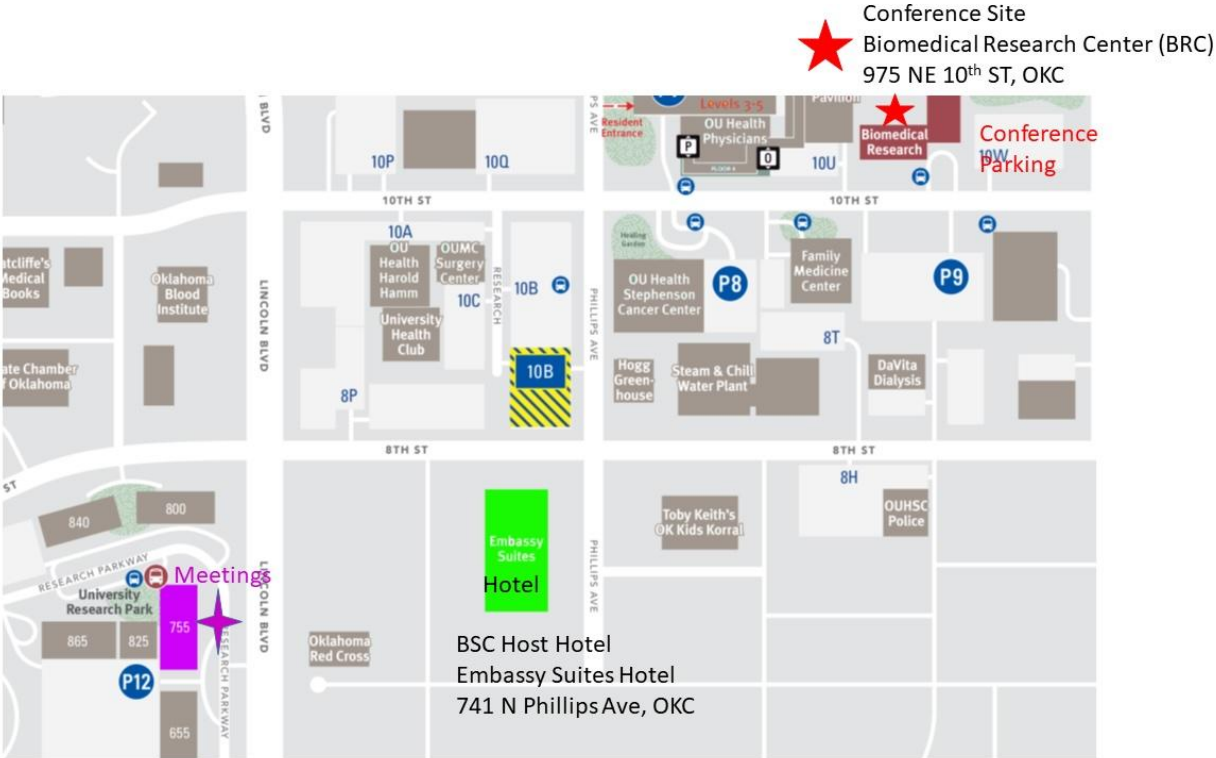 Conference Site
Biomedical Research Center (BRC)
975 NE 10th ST, OKC
BLVD
AVE
Resident
Entrance
Levels 3-5
OU Health
Physicians
P
O
Pavilion
Biomedical
Research
Conference
Parking
10W
10P
10Q
10U
10TH ST
10TH ST
10A
OU
Health
Harold
Hamm
OUMC
Surgery
Center
10C
RESEARCH
10B
University
Health
Club
10B
8P
Medical
Books
Oklahoma
Blood
Institute
LINCOLN BLVD
PHILLIPS AVE
Healing
Garden
OU Health
Stephenson
Cancer Center
P8
Family
Medicine
Center
P9
8T
Hogg
Green-
house
Steam & Chill
Water Plant
DaVita
Dialysis
Chamber
Oklahoma
8TH ST
8TH ST
ST
840
800
RESEARCH PARKWAY
Meetings
University
Research Park
865
825
755
P12
655
RESEARCH PARKWAY
LINCOLN BLVD
Embassy
Suites
Hotel
PHILLIPS AVE
Toby Keith's
OK Kids Korral
8H
OUHSC
Police
Oklahoma
Red Cross
BSC Host Hotel
Embassy Suites Hotel
741 N Phillips Ave, OKC